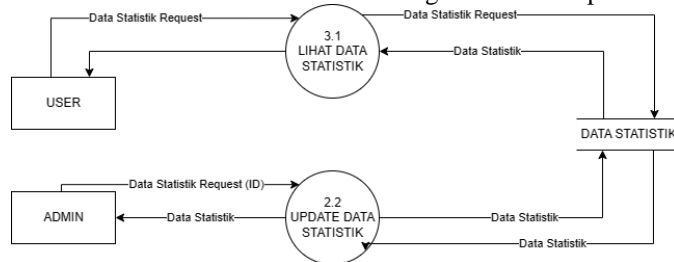 Data Statistik Request
Data Statistik Request
3.1
LIHAT DATA
STATISTIK
Data Statistik
USER
DATA STATISTIK
Data Statistik Request (ID)
2.2
UPDATE DATA
STATISTIK
ADMIN
Data Statistik
Data Statistik
Data Statistik